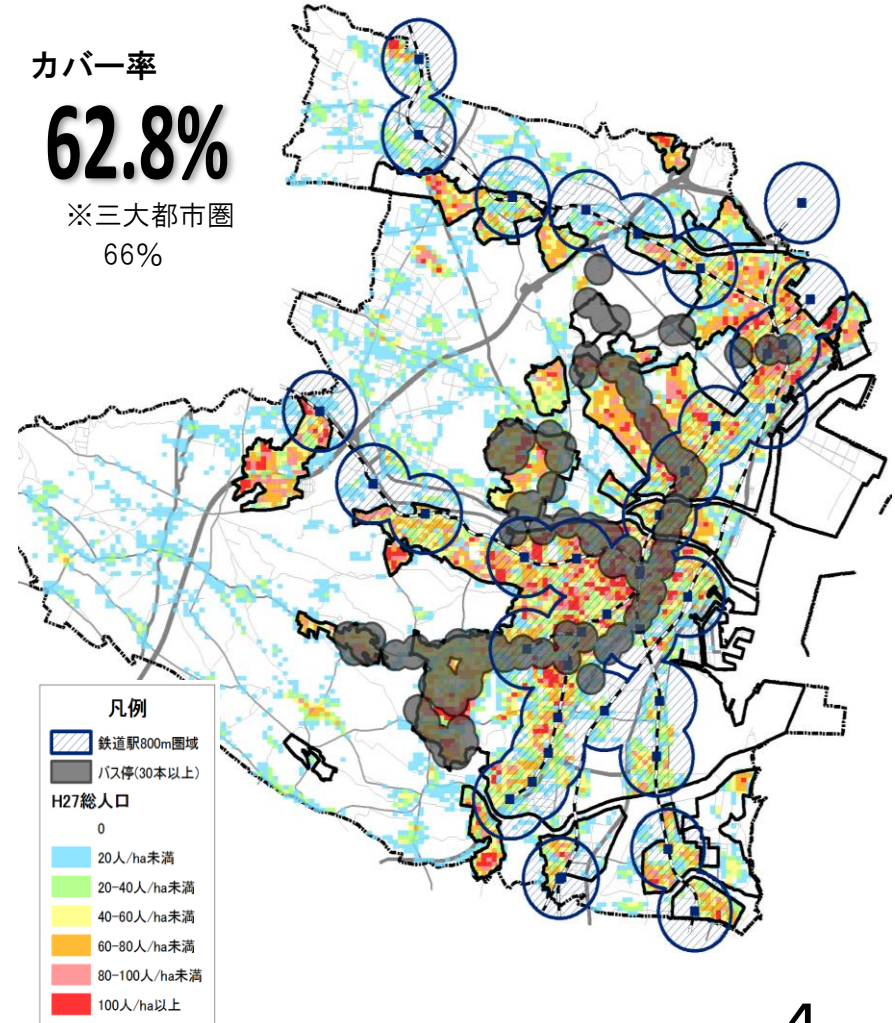 カバー率
62.8%
※三大都市圏
66%
凡例
鉄道駅800m圏域
バス停(30本以上)
H27総人口
0
20人/ha未満
20-40人/ha未満
40-60人/ha未満
60-80人/ha未満
80-100人/ha未満
100人/ha以上
4